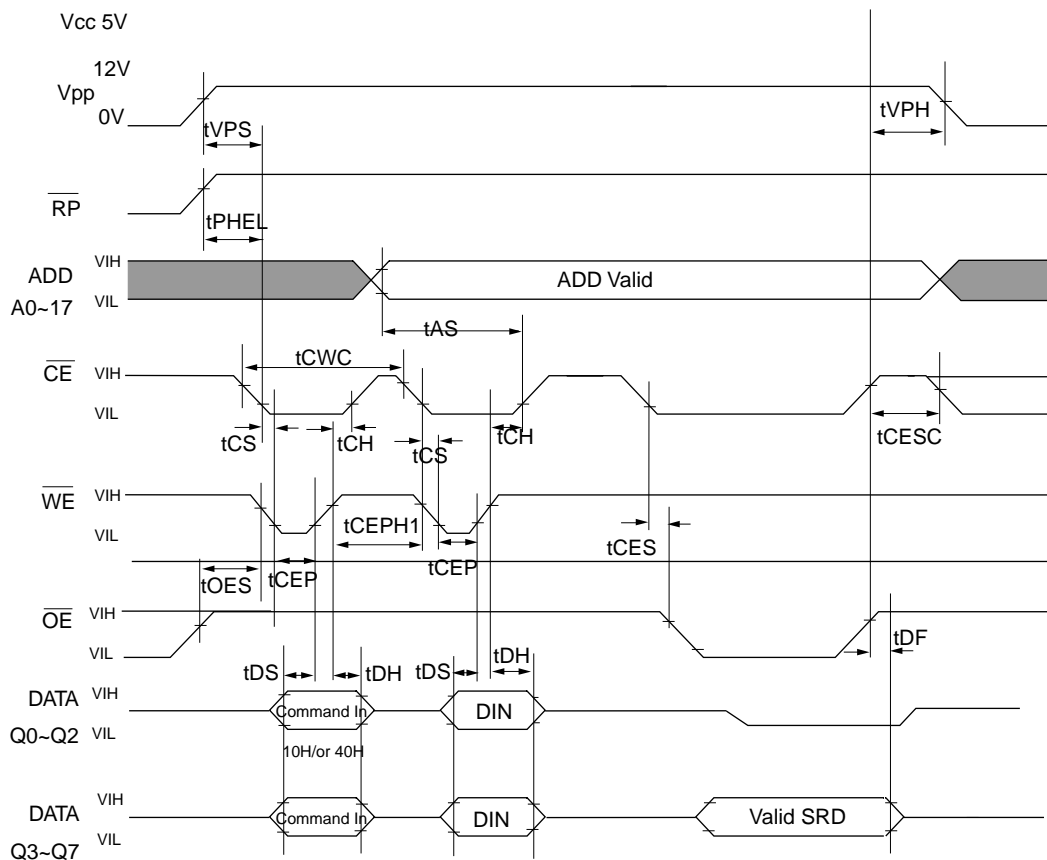 Vcc 5V
12V
Vpp
0V
tVPS
tVPH
RP
tPHEL
ADD VIH
ADD Valid
A0~17 VIL
tAS
tCWC
CE VIH
VIL
tCS
tCH
tCS
tCH
tCESC
WE VIH
VIL
tCEPH1
tCES
tCEP
tCEP
tOES
OE VIH
VIL
tDF
tDS
tDH
tDS
tDH
DATA VIH
Command In
DIN
Q0~Q2 VIL
10H/or 40H
DATA VIH
Command In
DIN
Valid SRD
Q3~Q7 VIL